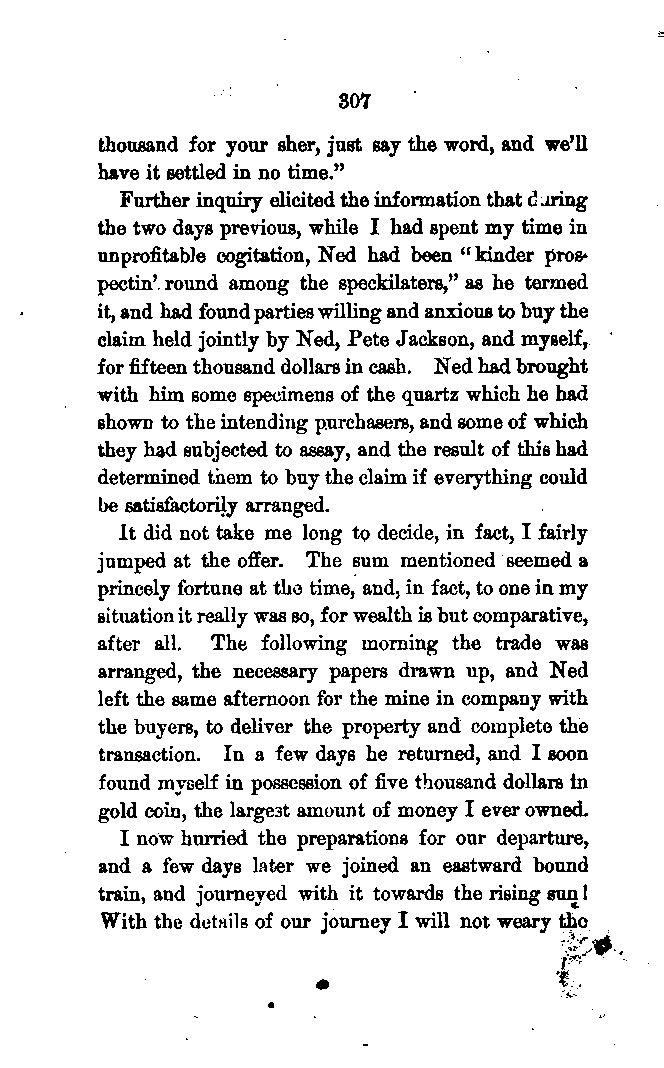 307
thousand for your sher, just say the word, and we'll
have it settled in no time."
Further inquiry elicited the information that during
the two days previous, while I had spent my time in
unprofitable cogitation, Ned had been "kinder pros-
pectin' round among the speckilaters," as he termed
it, and had found parties willing and anxious to buy the
claim held jointly by Ned, Pete Jackson, and myself,
for fifteen thousand dollars in cash. Ned had brought
with him some specimens of the quartz which he had
shown to the intending purchasers, and some of which
they had subjected to assay, and the result of this had
determined them to buy the claim if everything could
be satisfactorily arranged.
It did not take me long to decide, in fact, I fairly
jumped at the offer. The sum mentioned seemed a
princely fortune at the time, and, in fact, to one in my
situation it really was so, for wealth is but comparative,
after all. The following morning the trade was
arranged, the necessary papers drawn up, and Ned
left the same afternoon for the mine in company with
the buyers, to deliver the property and complete the
transaction. In a few days he returned, and I soon
found myself in possession of five thousand dollars in
gold coin, the largest amount of money I ever owned.
I now hurried the preparations for our departure,
and a few days later we joined an eastward bound
train, and journeyed with it towards the rising sun!
With the details of our journey I will not weary the